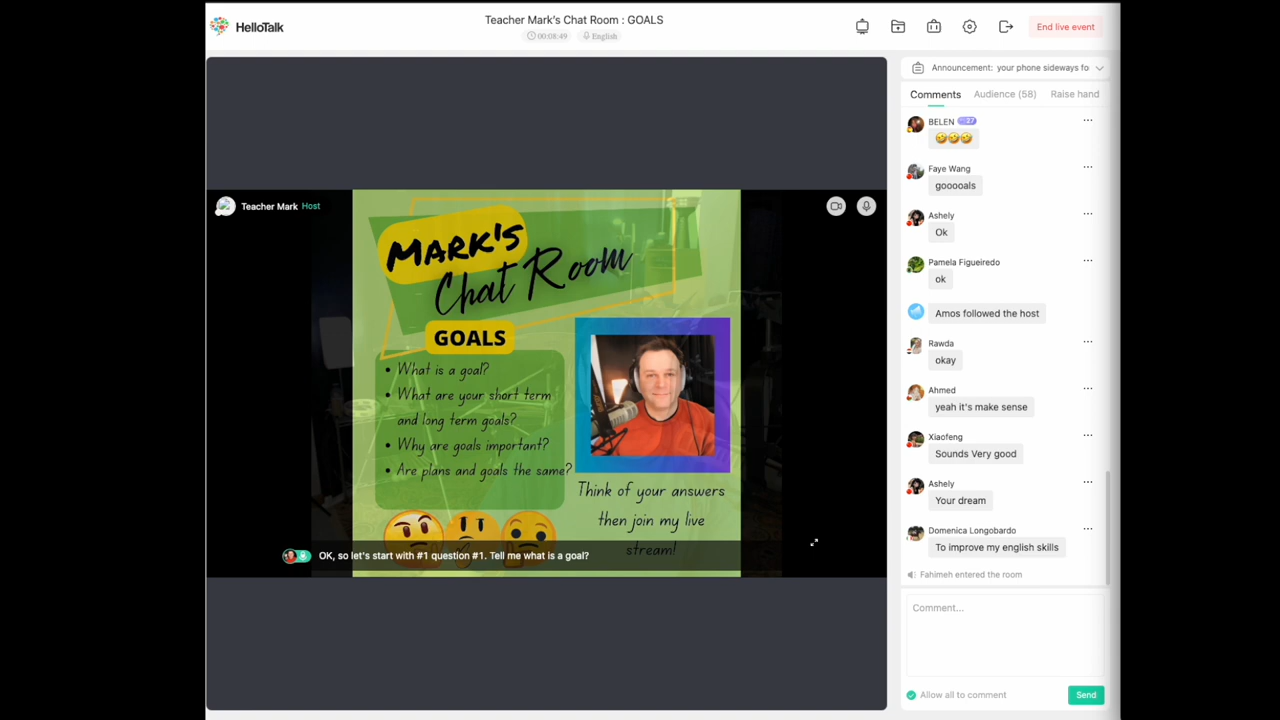 HelloTalk
Teacher Mark's Chat Room : GOALS
00:08:49
English
End live event
Announcement: your phone sideways fo
Comments
Audience (58)
Raise hand
BELEN
27
🤣🤣🤣
Faye Wang
gooooals
Ashely
Ok
Pamela Figueiredo
ok
Amos followed the host
Rawda
okay
Ahmed
yeah it's make sense
Xiaofeng
Sounds Very good
Ashely
Your dream
Domenica Longobardo
To improve my english skills
Fahimeh entered the room
Comment...
Allow all to comment
Send
Teacher Mark Host
MARK'S
Chat Room
GOALS
• What is a goal?
• What are your short term
and long term goals?
• Why are goals important?
• Are plans and goals the same?
Think of your answers
then join my live
stream!
OK, so let's start with #1 question #1. Tell me what is a goal?